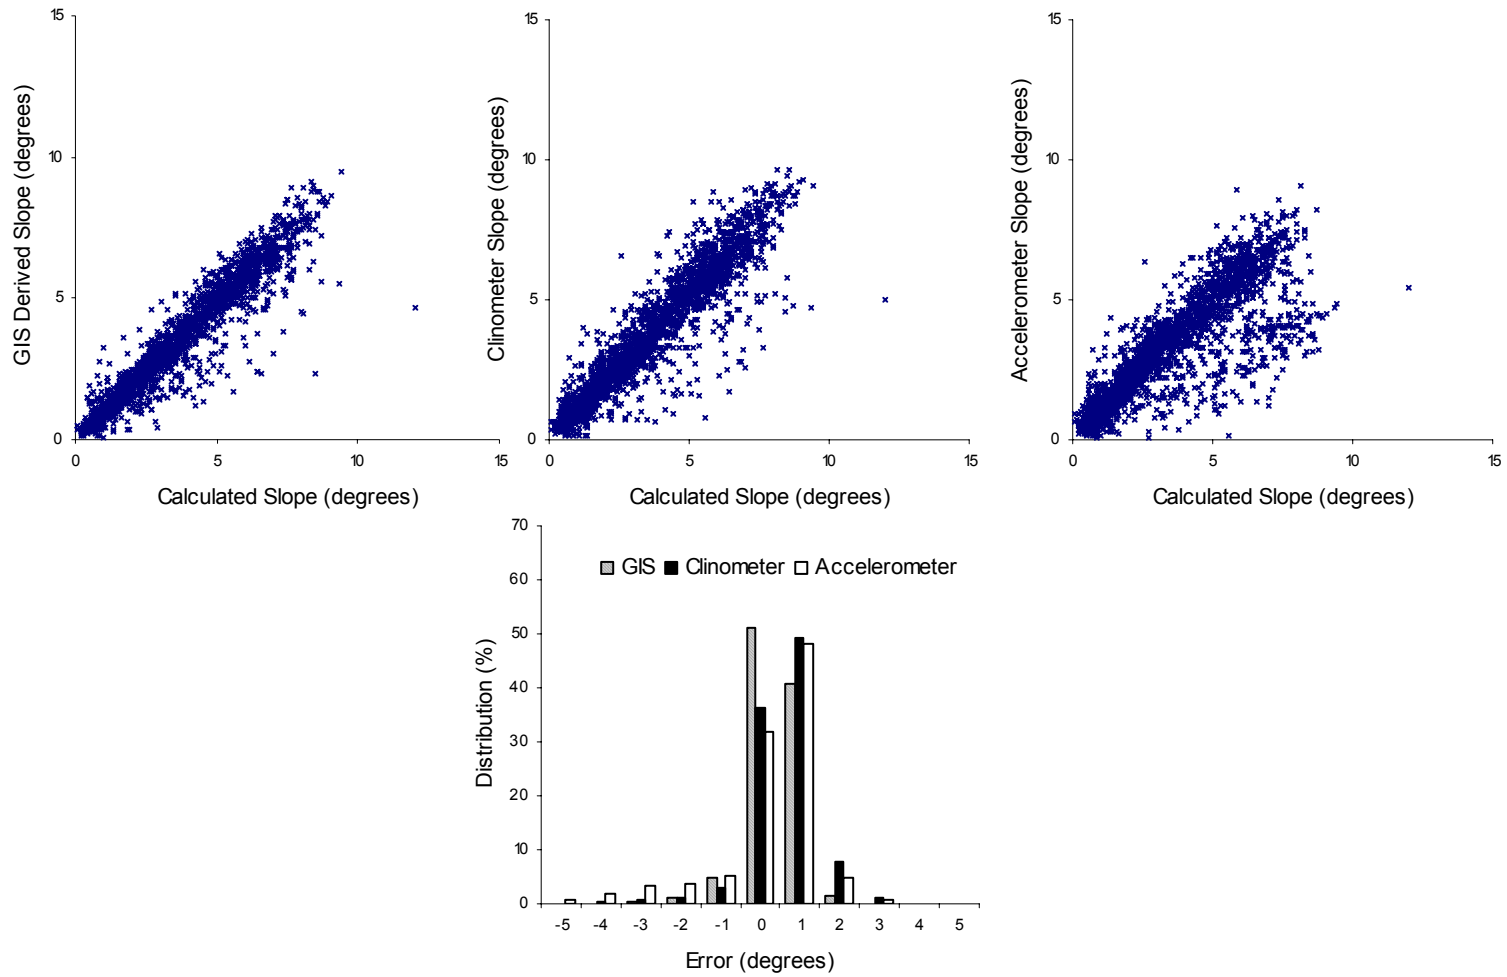 15
10
5
0
GIS Derived Slope (degrees)
0 5 10 15
Calculated Slope (degrees)
15
10
5
0
Clinometer Slope (degrees)
0 5 10 15
Calculated Slope (degrees)
15
10
5
0
Accelerometer Slope (degrees)
0 5 10 15
Calculated Slope (degrees)
70
60
50
40
30
20
10
0
Distribution (%)
GIS Clinometer Accelerometer
-5 -4 -3 -2 -1 0 1 2 3 4 5
Error (degrees)